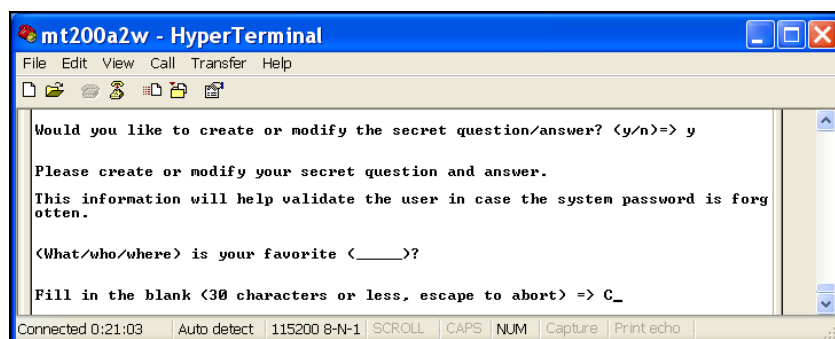 mt200a2w - HyperTerminal
File Edit View Call Transfer Help
Would you like to create or modify the secret question/answer? (y/n)=> y
Please create or modify your secret question and answer.
This information will help validate the user in case the system password is forg
otten.
(What/who/where) is your favorite (_____)?
Fill in the blank (30 characters or less, escape to abort) => C_
Connected 0:21:03 Auto detect 115200 8-N-1 SCROLL CAPS NUM Capture Print echo